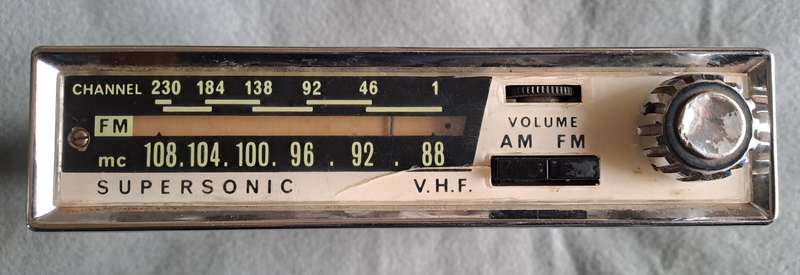 CHANNEL 230 184 138 92 46 1
FM
VOLUME
AM FM
mc 108.104.100. 96 . 92 . 88
SUPERSONIC V.H.F.